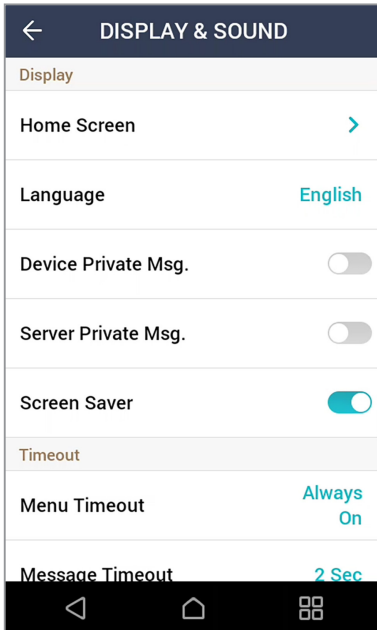 DISPLAY & SOUND
Display
Home Screen
Language English
Device Private Msg.
Server Private Msg.
Screen Saver
Timeout
Menu Timeout Always On
Message Timeout 2 Sec